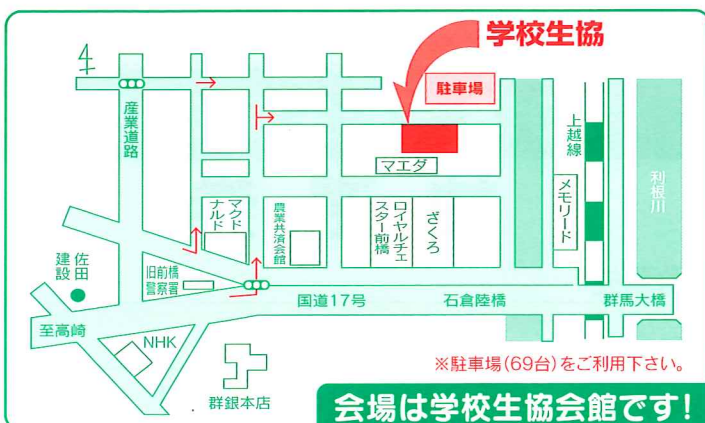 学校生協
駐車場
産業道路
上越線
利根川
マエダ
メモリード
マクド
ナルド
農業共済会館
ロイヤルチェ
スター前橋
ざくろ
佐田
建設
旧前橋
警察署
国道17号
石倉陸橋
群馬大橋
至高崎
NHK
群銀本店
※駐車場(69台)をご利用下さい。
会場は学校生協会館です!